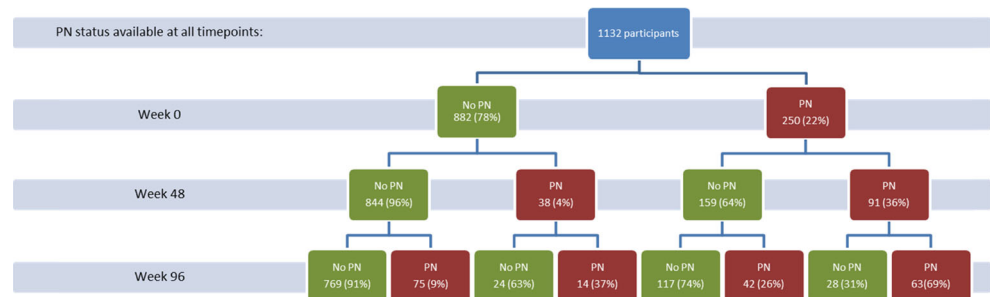 PN status available at all timepoints:
1132 participants
Week 0
No PN
882 (78%)
PN
250 (22%)
Week 48
No PN
844 (96%)
PN
38 (4%)
No PN
159 (64%)
PN
91 (36%)
Week 96
No PN
769 (91%)
PN
75 (9%)
No PN
24 (63%)
PN
14 (37%)
No PN
117 (74%)
PN
42 (26%)
No PN
28 (31%)
PN
63(69%)